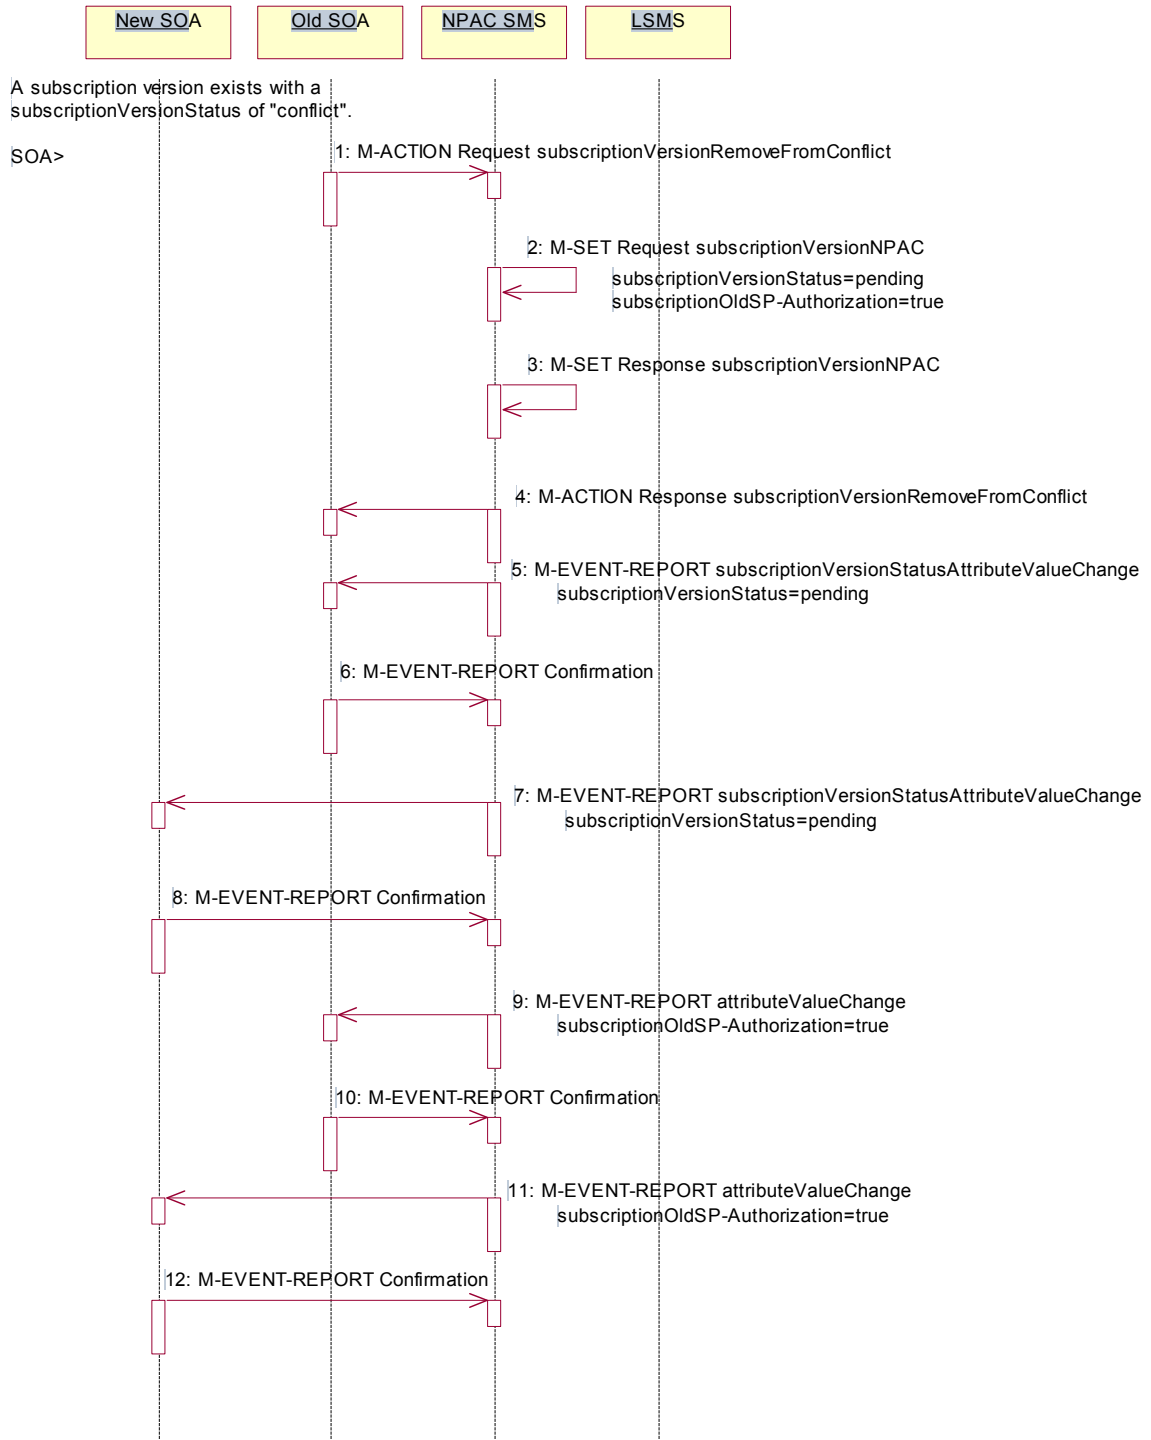 New SOA
Old SOA
NPAC SMS
LSMS
A subscription version exists with a
subscriptionVersionStatus of "conflict".
SOA>
1: M-ACTION Request subscriptionVersionRemoveFromConflict
2: M-SET Request subscriptionVersionNPAC
subscriptionVersionStatus=pending
subscriptionOldSP-Authorization=true
3: M-SET Response subscriptionVersionNPAC
4: M-ACTION Response subscriptionVersionRemoveFromConflict
5: M-EVENT-REPORT subscriptionVersionStatusAttributeValueChange
subscriptionVersionStatus=pending
6: M-EVENT-REPORT Confirmation
7: M-EVENT-REPORT subscriptionVersionStatusAttributeValueChange
subscriptionVersionStatus=pending
8: M-EVENT-REPORT Confirmation
9: M-EVENT-REPORT attributeValueChange
subscriptionOldSP-Authorization=true
10: M-EVENT-REPORT Confirmation
11: M-EVENT-REPORT attributeValueChange
subscriptionOldSP-Authorization=true
12: M-EVENT-REPORT Confirmation